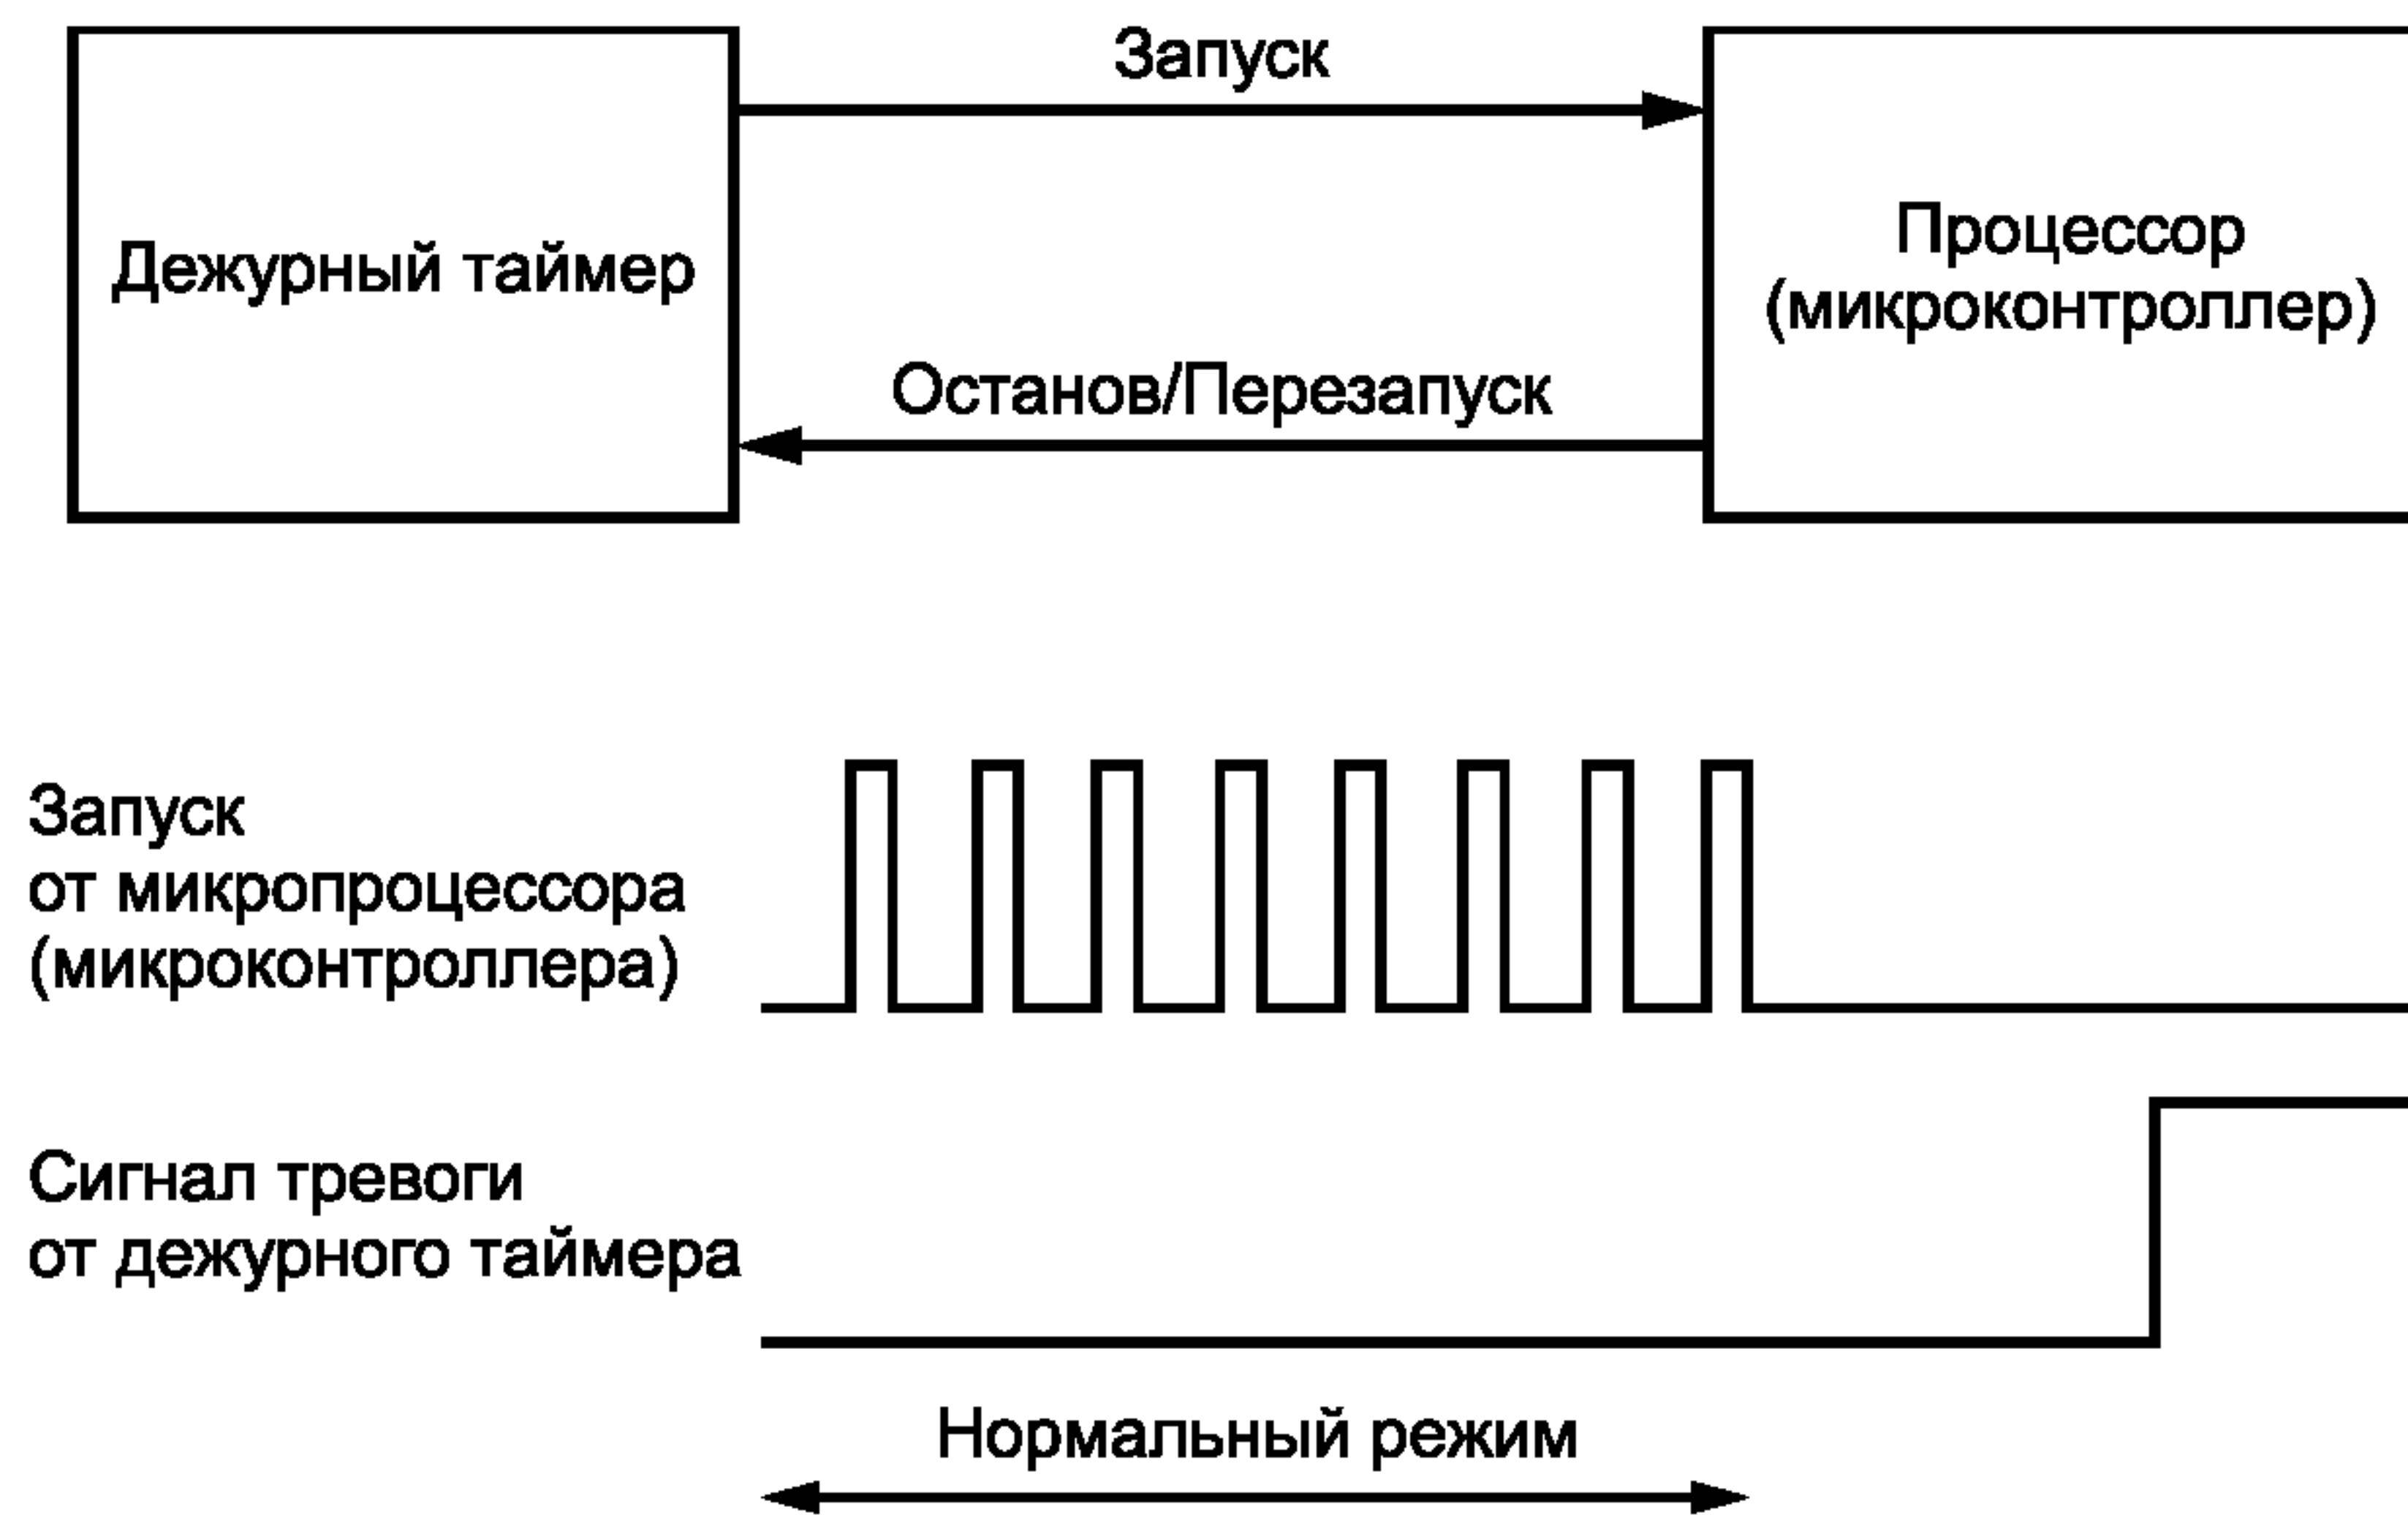 Запуск
Дежурный таймер
Процессор
(микроконтроллер)
Останов/Перезапуск
Запуск
от микропроцессора
(микроконтроллера)
Сигнал тревоги
от дежурного таймера
Нормальный режим